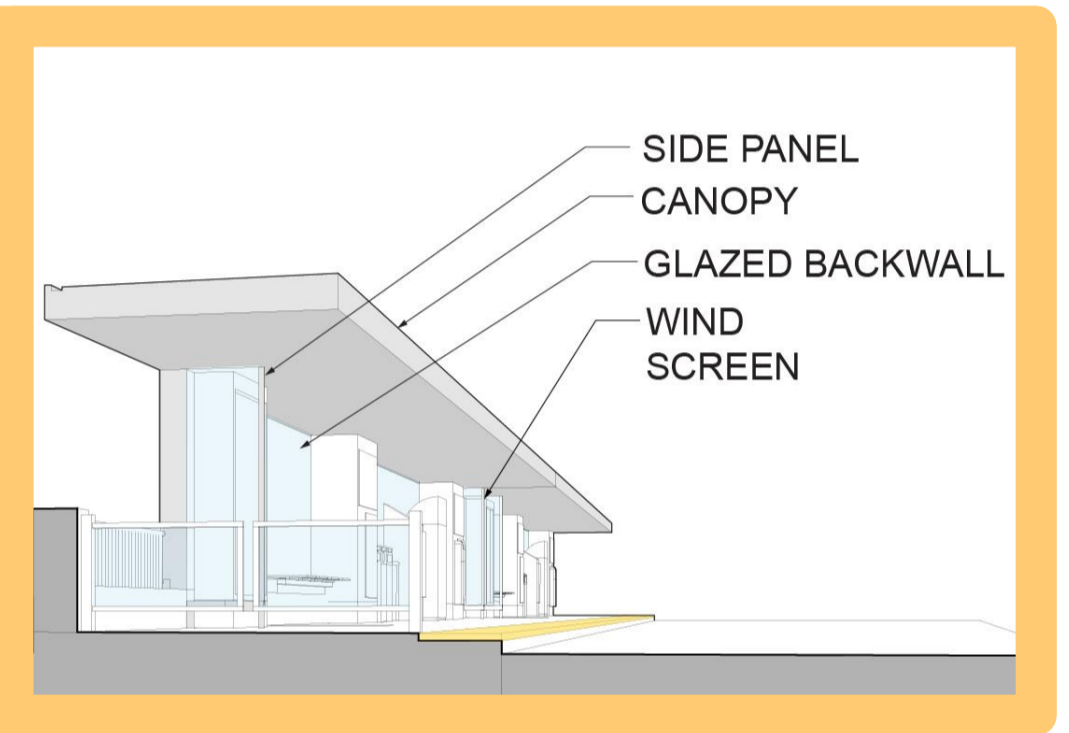 SIDE PANEL
CANOPY
GLAZED BACKWALL
WIND
SCREEN